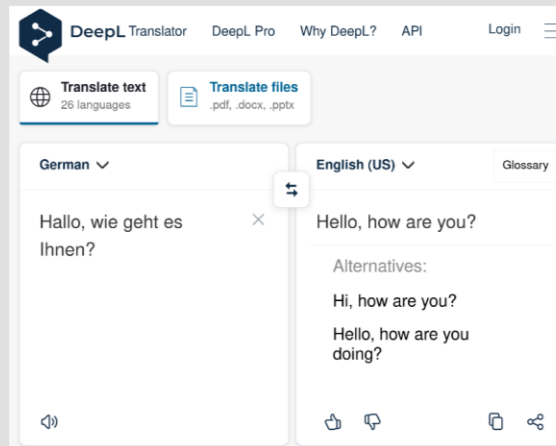 DeepL Translator DeepL Pro Why DeepL? API Login
Translate text
26 languages
Translate files
.pdf, .docx, .pptx
German
English (US)
Glossary
Hallo, wie geht es
Ihnen?
Hello, how are you?
Alternatives:
Hi, how are you?
Hello, how are you
doing?